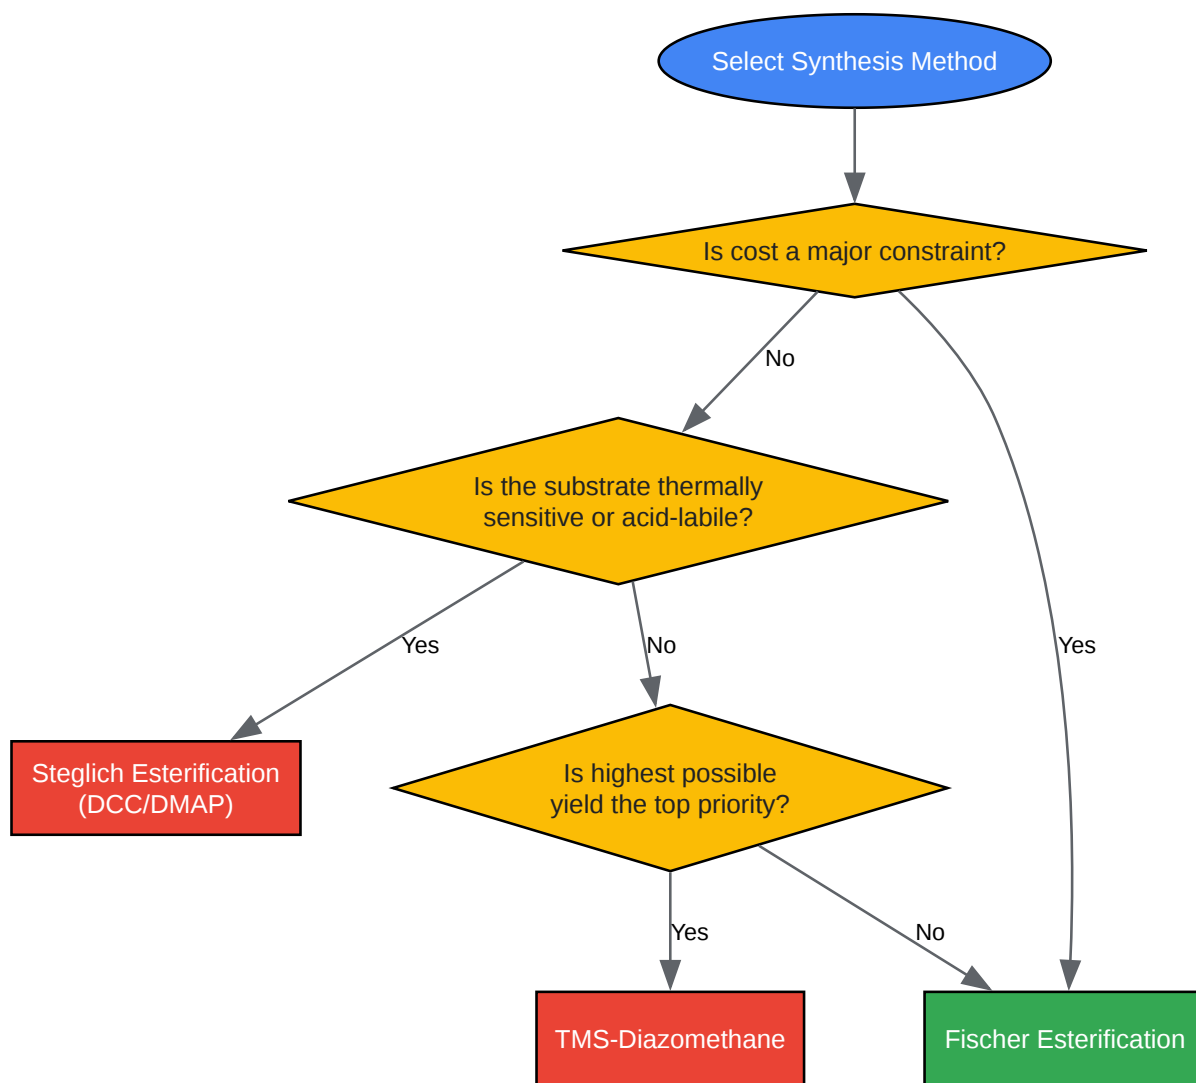 Select Synthesis Method
Is cost a major constraint?
No
Is the substrate thermally
sensitive or acid-labile?
Yes
No
Yes
Steglich Esterification
(DCC/DMAP)
Is highest possible
yield the top priority?
Yes
No
TMS-Diazomethane
Fischer Esterification